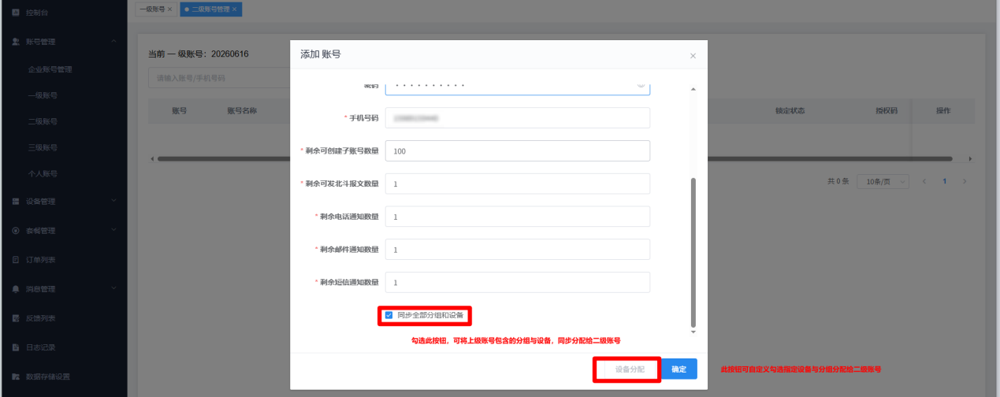 控制台
账号管理
企业账号管理
一级账号
二级账号
三级账号
个人账号
设备管理
套餐管理
订单列表
消息管理
反馈列表
日志记录
数据存储设置
一级账号 ×
二级账号管理 ×
当前 一 级账号：20260616
请输入账号/手机号码
账号 账号名称 锁定状态 授权码 操作
共 0 条 10条/页 < 1 >
添加 账号 ×
密码 ··········
* 手机号码
* 剩余可创建子账号数量 100
* 剩余可发北斗报文数量 1
* 剩余电话通知数量 1
* 剩余邮件通知数量 1
* 剩余短信通知数量 1
同步全部分组和设备
勾选此按钮，可将上级账号包含的分组与设备，同步分配给二级账号
设备分配 确定
此按钮可自定义勾选指定设备与分组分配给二级账号